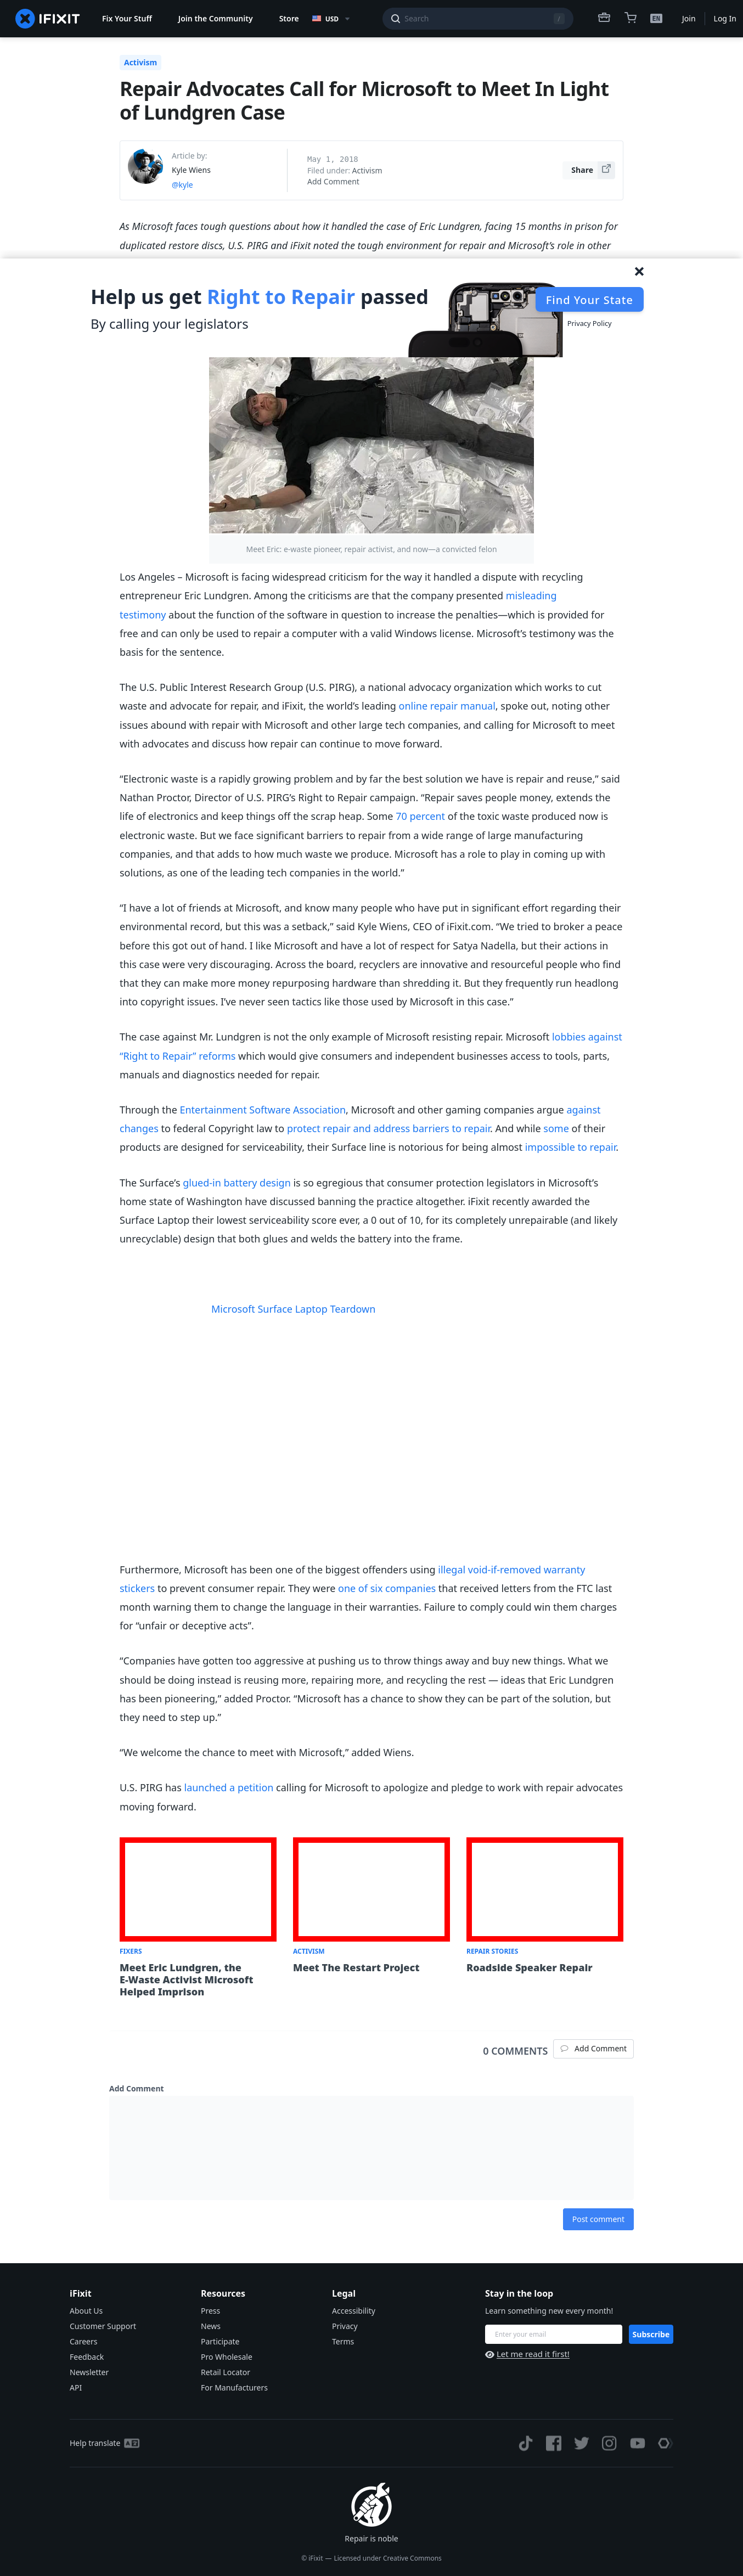 IFIXIT
Fix Your Stuff
Join the Community
Store
USD
Search
/
EN
Join
Log In
Activism
Repair Advocates Call for Microsoft to Meet In Light
of Lundgren Case
Article by:
Kyle Wiens
@kyle
May 1, 2018
Filed under: Activism
Add Comment
Share
As Microsoft faces tough questions about how it handled the case of Eric Lundgren, facing 15 months in prison for
duplicated restore discs, U.S. PIRG and iFixit noted the tough environment for repair and Microsoft’s role in other
Help us get Right to Repair passed
By calling your legislators
Find Your State
Privacy Policy
Meet Eric: e-waste pioneer, repair activist, and now—a convicted felon
Los Angeles – Microsoft is facing widespread criticism for the way it handled a dispute with recycling
entrepreneur Eric Lundgren. Among the criticisms are that the company presented misleading
testimony about the function of the software in question to increase the penalties—which is provided for
free and can only be used to repair a computer with a valid Windows license. Microsoft’s testimony was the
basis for the sentence.
The U.S. Public Interest Research Group (U.S. PIRG), a national advocacy organization which works to cut
waste and advocate for repair, and iFixit, the world’s leading online repair manual, spoke out, noting other
issues abound with repair with Microsoft and other large tech companies, and calling for Microsoft to meet
with advocates and discuss how repair can continue to move forward.
“Electronic waste is a rapidly growing problem and by far the best solution we have is repair and reuse,” said
Nathan Proctor, Director of U.S. PIRG’s Right to Repair campaign. “Repair saves people money, extends the
life of electronics and keep things off the scrap heap. Some 70 percent of the toxic waste produced now is
electronic waste. But we face significant barriers to repair from a wide range of large manufacturing
companies, and that adds to how much waste we produce. Microsoft has a role to play in coming up with
solutions, as one of the leading tech companies in the world.”
“I have a lot of friends at Microsoft, and know many people who have put in significant effort regarding their
environmental record, but this was a setback,” said Kyle Wiens, CEO of iFixit.com. “We tried to broker a peace
before this got out of hand. I like Microsoft and have a lot of respect for Satya Nadella, but their actions in
this case were very discouraging. Across the board, recyclers are innovative and resourceful people who find
that they can make more money repurposing hardware than shredding it. But they frequently run headlong
into copyright issues. I’ve never seen tactics like those used by Microsoft in this case.”
The case against Mr. Lundgren is not the only example of Microsoft resisting repair. Microsoft lobbies against
“Right to Repair” reforms which would give consumers and independent businesses access to tools, parts,
manuals and diagnostics needed for repair.
Through the Entertainment Software Association, Microsoft and other gaming companies argue against
changes to federal Copyright law to protect repair and address barriers to repair. And while some of their
products are designed for serviceability, their Surface line is notorious for being almost impossible to repair.
The Surface’s glued-in battery design is so egregious that consumer protection legislators in Microsoft’s
home state of Washington have discussed banning the practice altogether. iFixit recently awarded the
Surface Laptop their lowest serviceability score ever, a 0 out of 10, for its completely unrepairable (and likely
unrecyclable) design that both glues and welds the battery into the frame.
Microsoft Surface Laptop Teardown
Furthermore, Microsoft has been one of the biggest offenders using illegal void-if-removed warranty
stickers to prevent consumer repair. They were one of six companies that received letters from the FTC last
month warning them to change the language in their warranties. Failure to comply could win them charges
for “unfair or deceptive acts”.
“Companies have gotten too aggressive at pushing us to throw things away and buy new things. What we
should be doing instead is reusing more, repairing more, and recycling the rest — ideas that Eric Lundgren
has been pioneering,” added Proctor. “Microsoft has a chance to show they can be part of the solution, but
they need to step up.”
“We welcome the chance to meet with Microsoft,” added Wiens.
U.S. PIRG has launched a petition calling for Microsoft to apologize and pledge to work with repair advocates
moving forward.
FIXERS
Meet Eric Lundgren, the
E-Waste Activist Microsoft
Helped Imprison
ACTIVISM
Meet The Restart Project
REPAIR STORIES
Roadside Speaker Repair
0 COMMENTS
Add Comment
Add Comment
Post comment
iFixit
About Us
Customer Support
Careers
Feedback
Newsletter
API
Resources
Press
News
Participate
Pro Wholesale
Retail Locator
For Manufacturers
Legal
Accessibility
Privacy
Terms
Stay in the loop
Learn something new every month!
Enter your email
Subscribe
Let me read it first!
Help translate
Repair is noble
© iFixit — Licensed under Creative Commons